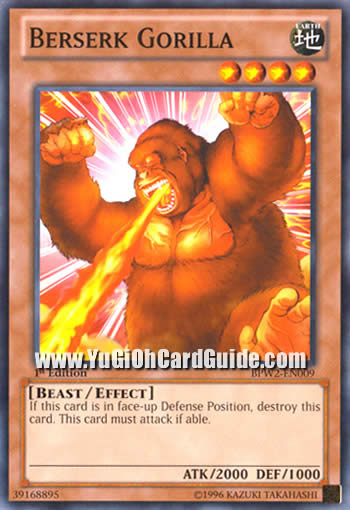 BERSERK GORILLA
EARTH
地
www.YuGiOhCardGuide.com
1st Edition
BPW2-EN009
[BEAST/EFFECT]
If this card is in face-up Defense Position, destroy this
card. This card must attack if able.
ATK/2000 DEF/1000
39168895
©1996 KAZUKI TAKAHASHI